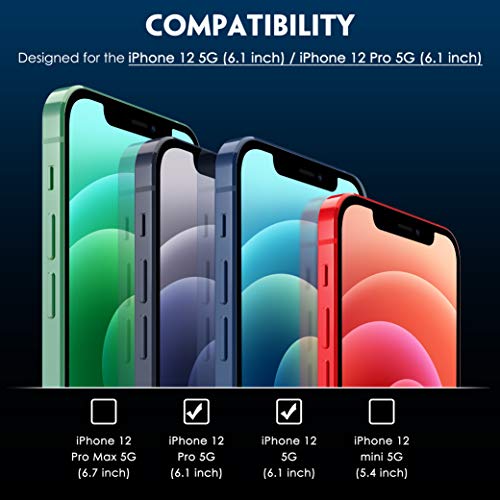 COMPATIBILITY
Designed for the iPhone 12 5G (6.1 inch) / iPhone 12 Pro 5G (6.1 inch)
iPhone 12
Pro Max 5G
(6.7 inch)
iPhone 12
Pro 5G
(6.1 inch)
iPhone 12
5G
(6.1 inch)
iPhone 12
mini 5G
(5.4 inch)